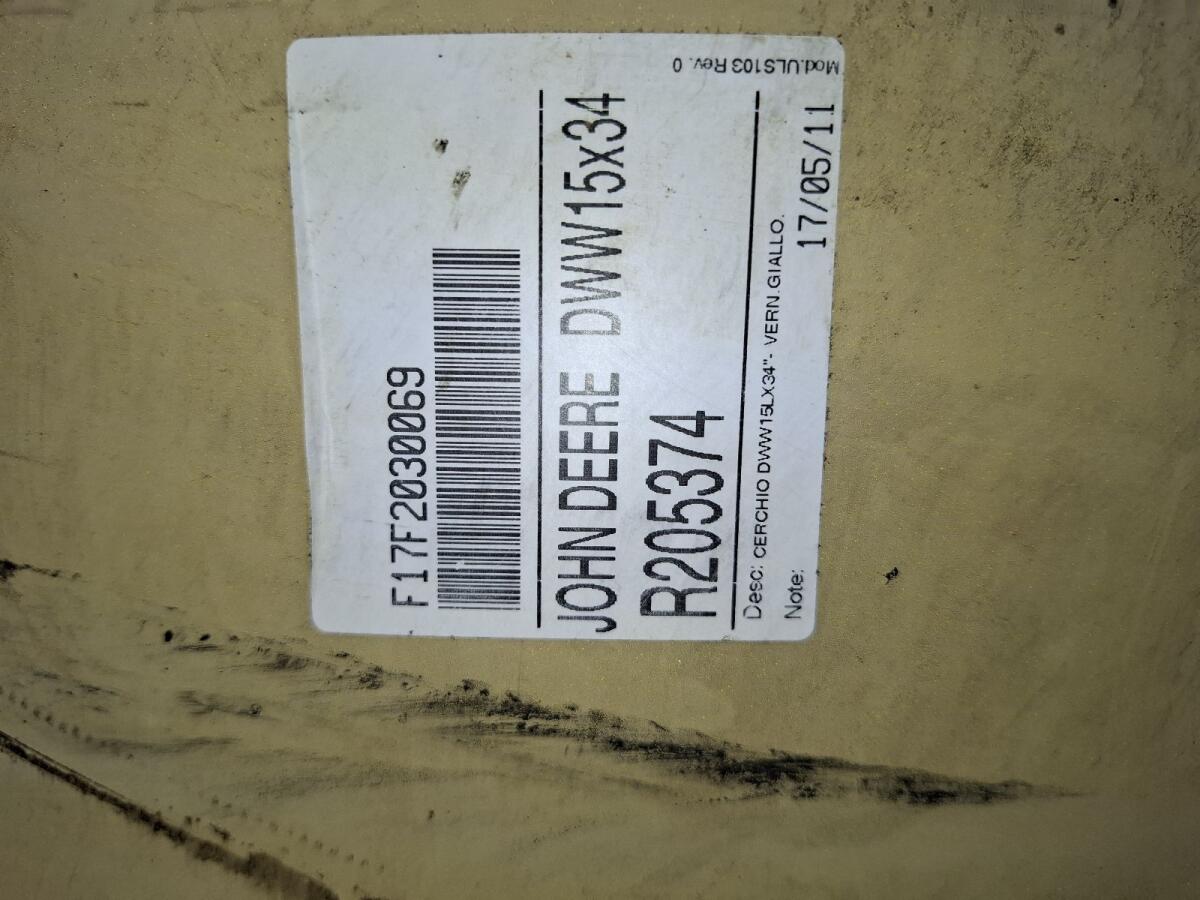 F17F2030069
JOHN DEERE DWW15x34
R205374
Desc: CERCHIO DWW15LX34"- VERN.GIALLO.
Note:
17/05/11
Mod.ULS103 Rev. 0